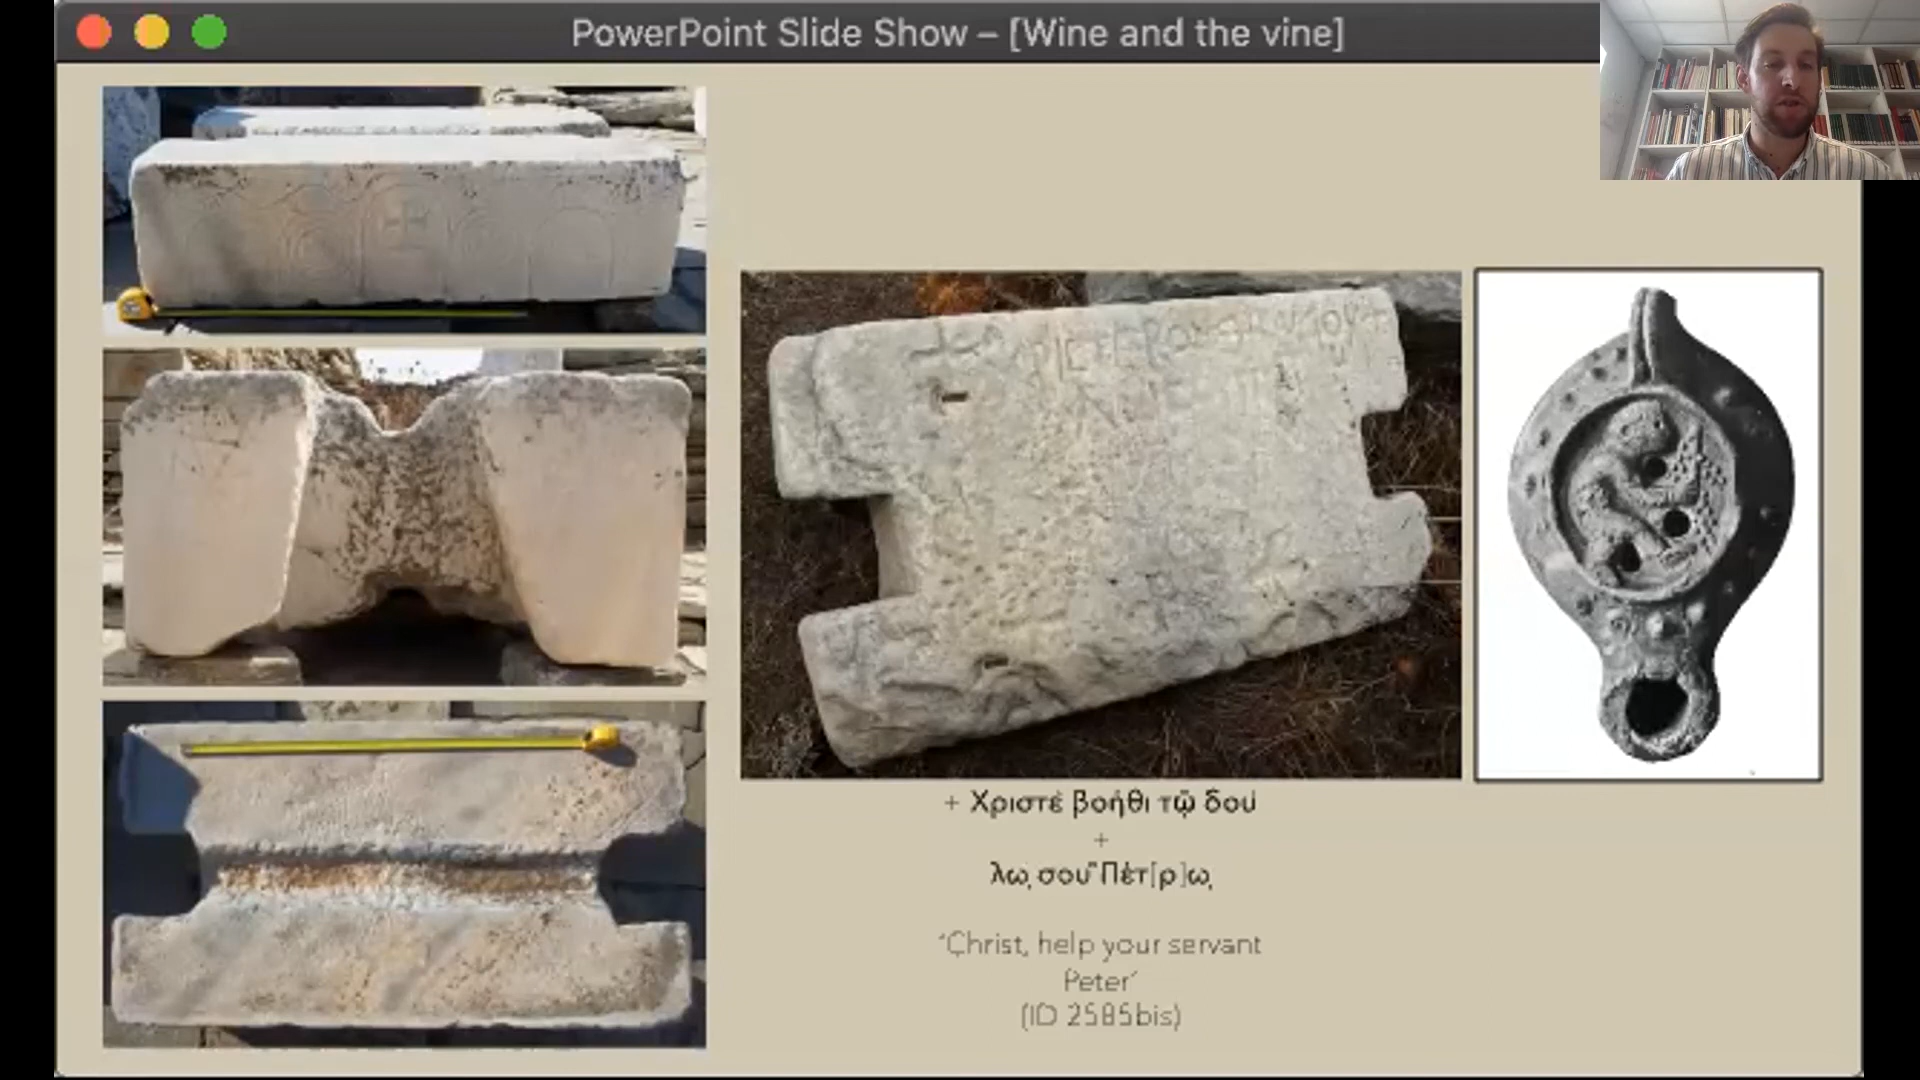 PowerPoint Slide Show – [Wine and the vine]
+ Χριστέ βοήθι τῷ δού
+
λῳ σου Πέτ[ρ]ῳ
‘Christ, help your servant
Peter’
(ID 2585bis)